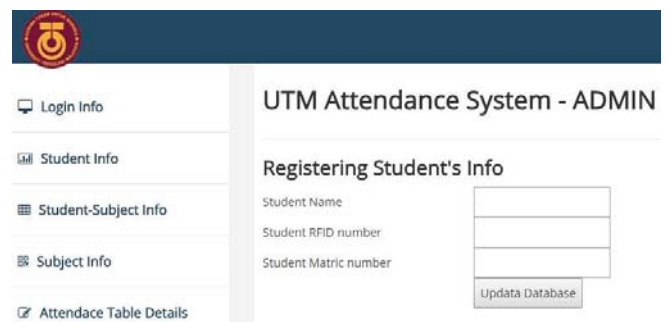 Login Info
Student Info
Student-Subject Info
Subject Info
Attendace Table Details
UTM Attendance System - ADMIN
Registering Student's Info
Student Name
Student RFID number
Student Matric number
Updata Database